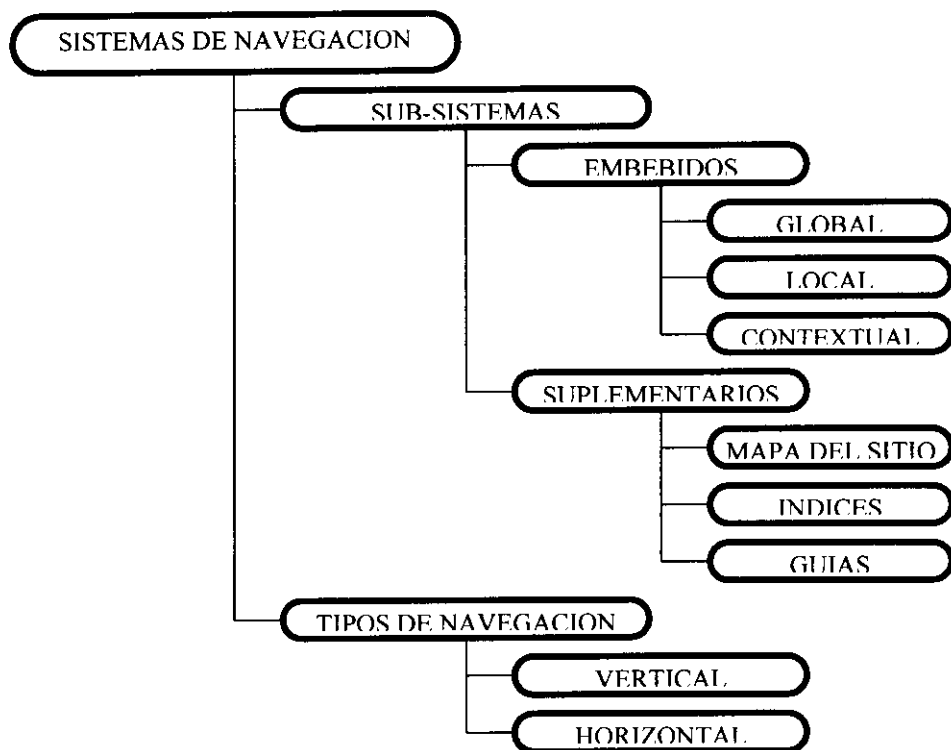 SISTEMAS DE NAVEGACION
SUB-SISTEMAS
EMBEBIDOS
GLOBAL
LOCAL
CONTEXTUAL
SUPLEMENTARIOS
MAPA DEL SITIO
INDICES
GUIAS
TIPOS DE NAVEGACION
VERTICAL
HORIZONTAL